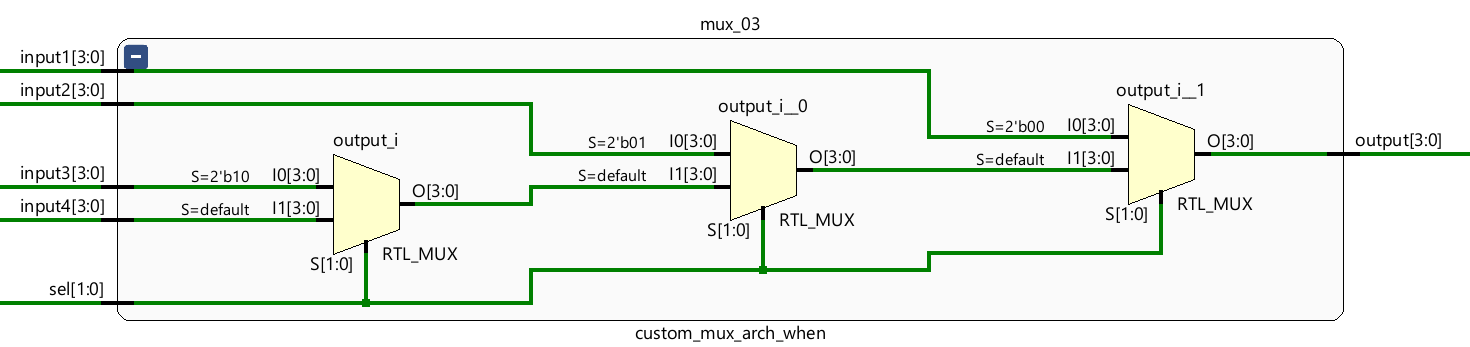 mux_03
input1[3:0]
input2[3:0]
input3[3:0]
input4[3:0]
sel[1:0]
output_i
S=2'b10 I0[3:0]
S=default I1[3:0]
O[3:0]
S[1:0]
RTL_MUX
output_i__0
S=2'b01 I0[3:0]
S=default I1[3:0]
O[3:0]
S[1:0]
RTL_MUX
output_i__1
S=2'b00 I0[3:0]
S=default I1[3:0]
O[3:0]
S[1:0]
RTL_MUX
output[3:0]
custom_mux_arch_when